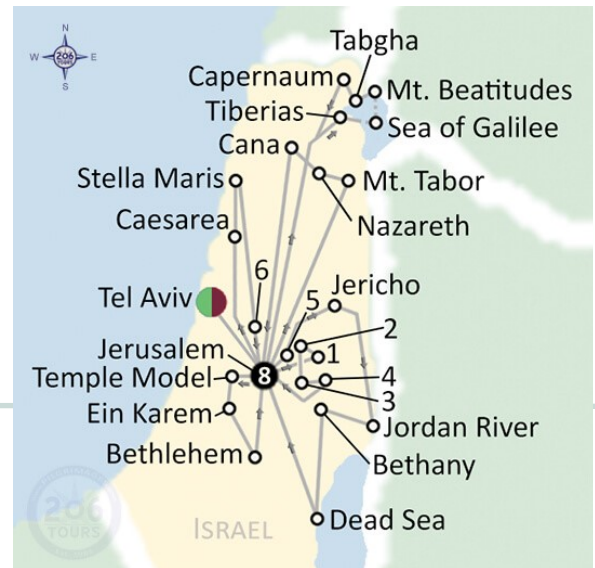 N
W
206
E
S
Tabgha
Capernaum
Mt. Beatitudes
Tiberias
Sea of Galilee
Cana
Stella Maris
Mt. Tabor
Nazareth
Caesarea
6
Jericho
Tel Aviv
5
2
1
Jerusalem
8
Temple Model
4
3
Ein Karem
Jordan River
Bethlehem
Bethany
206
TOURS
ISRAEL
Dead Sea